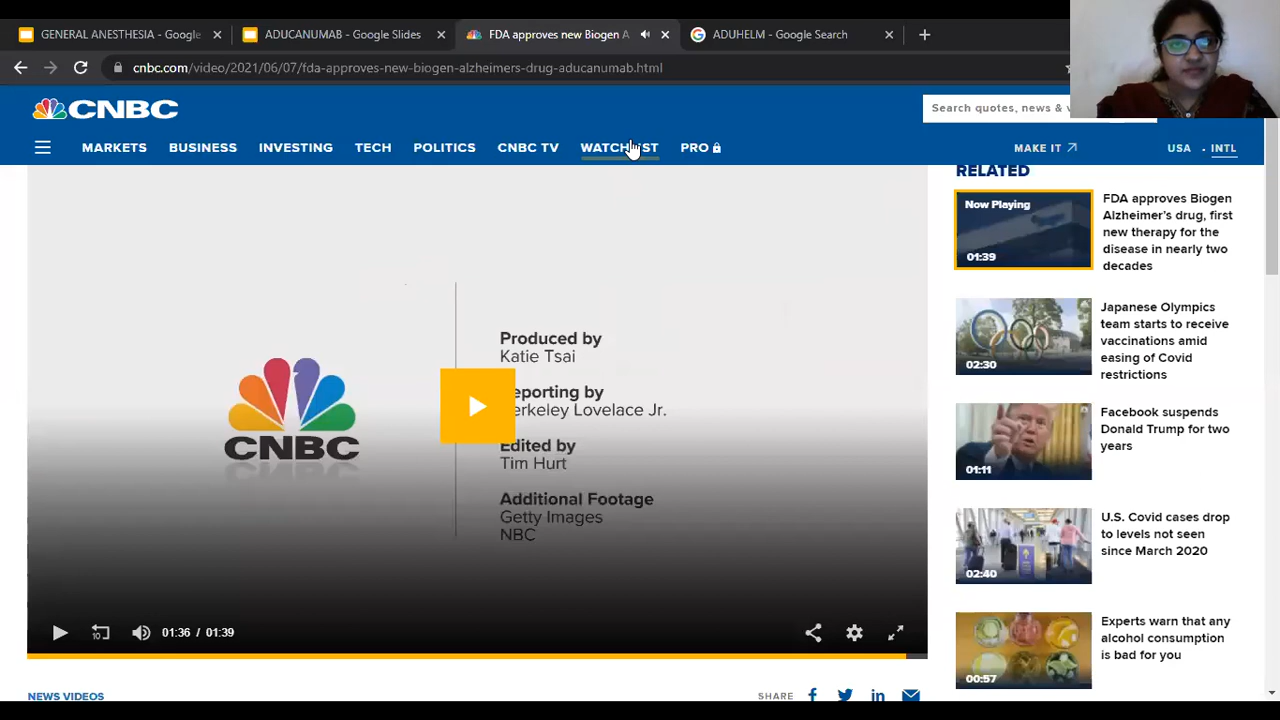 GENERAL ANESTHESIA - Google
ADUCANUMAB - Google Slides
FDA approves new Biogen A
ADUHELM - Google Search
cnbc.com/video/2021/06/07/fda-approves-new-biogen-alzheimers-drug-aducanumab.html
CNBC
Search quotes, news & v
MARKETS BUSINESS INVESTING TECH POLITICS CNBC TV WATCHLIST PRO
MAKE IT USA INTL
Produced by
Katie Tsai
Reporting by
Berkeley Lovelace Jr.
Edited by
Tim Hurt
Additional Footage
Getty Images
NBC
CNBC
10
01:36 / 01:39
NEWS VIDEOS
SHARE
RELATED
Now Playing
01:39
FDA approves Biogen
Alzheimer's drug, first
new therapy for the
disease in nearly two
decades
02:30
Japanese Olympics
team starts to receive
vaccinations amid
easing of Covid
restrictions
01:11
Facebook suspends
Donald Trump for two
years
02:40
U.S. Covid cases drop
to levels not seen
since March 2020
00:57
Experts warn that any
alcohol consumption
is bad for you